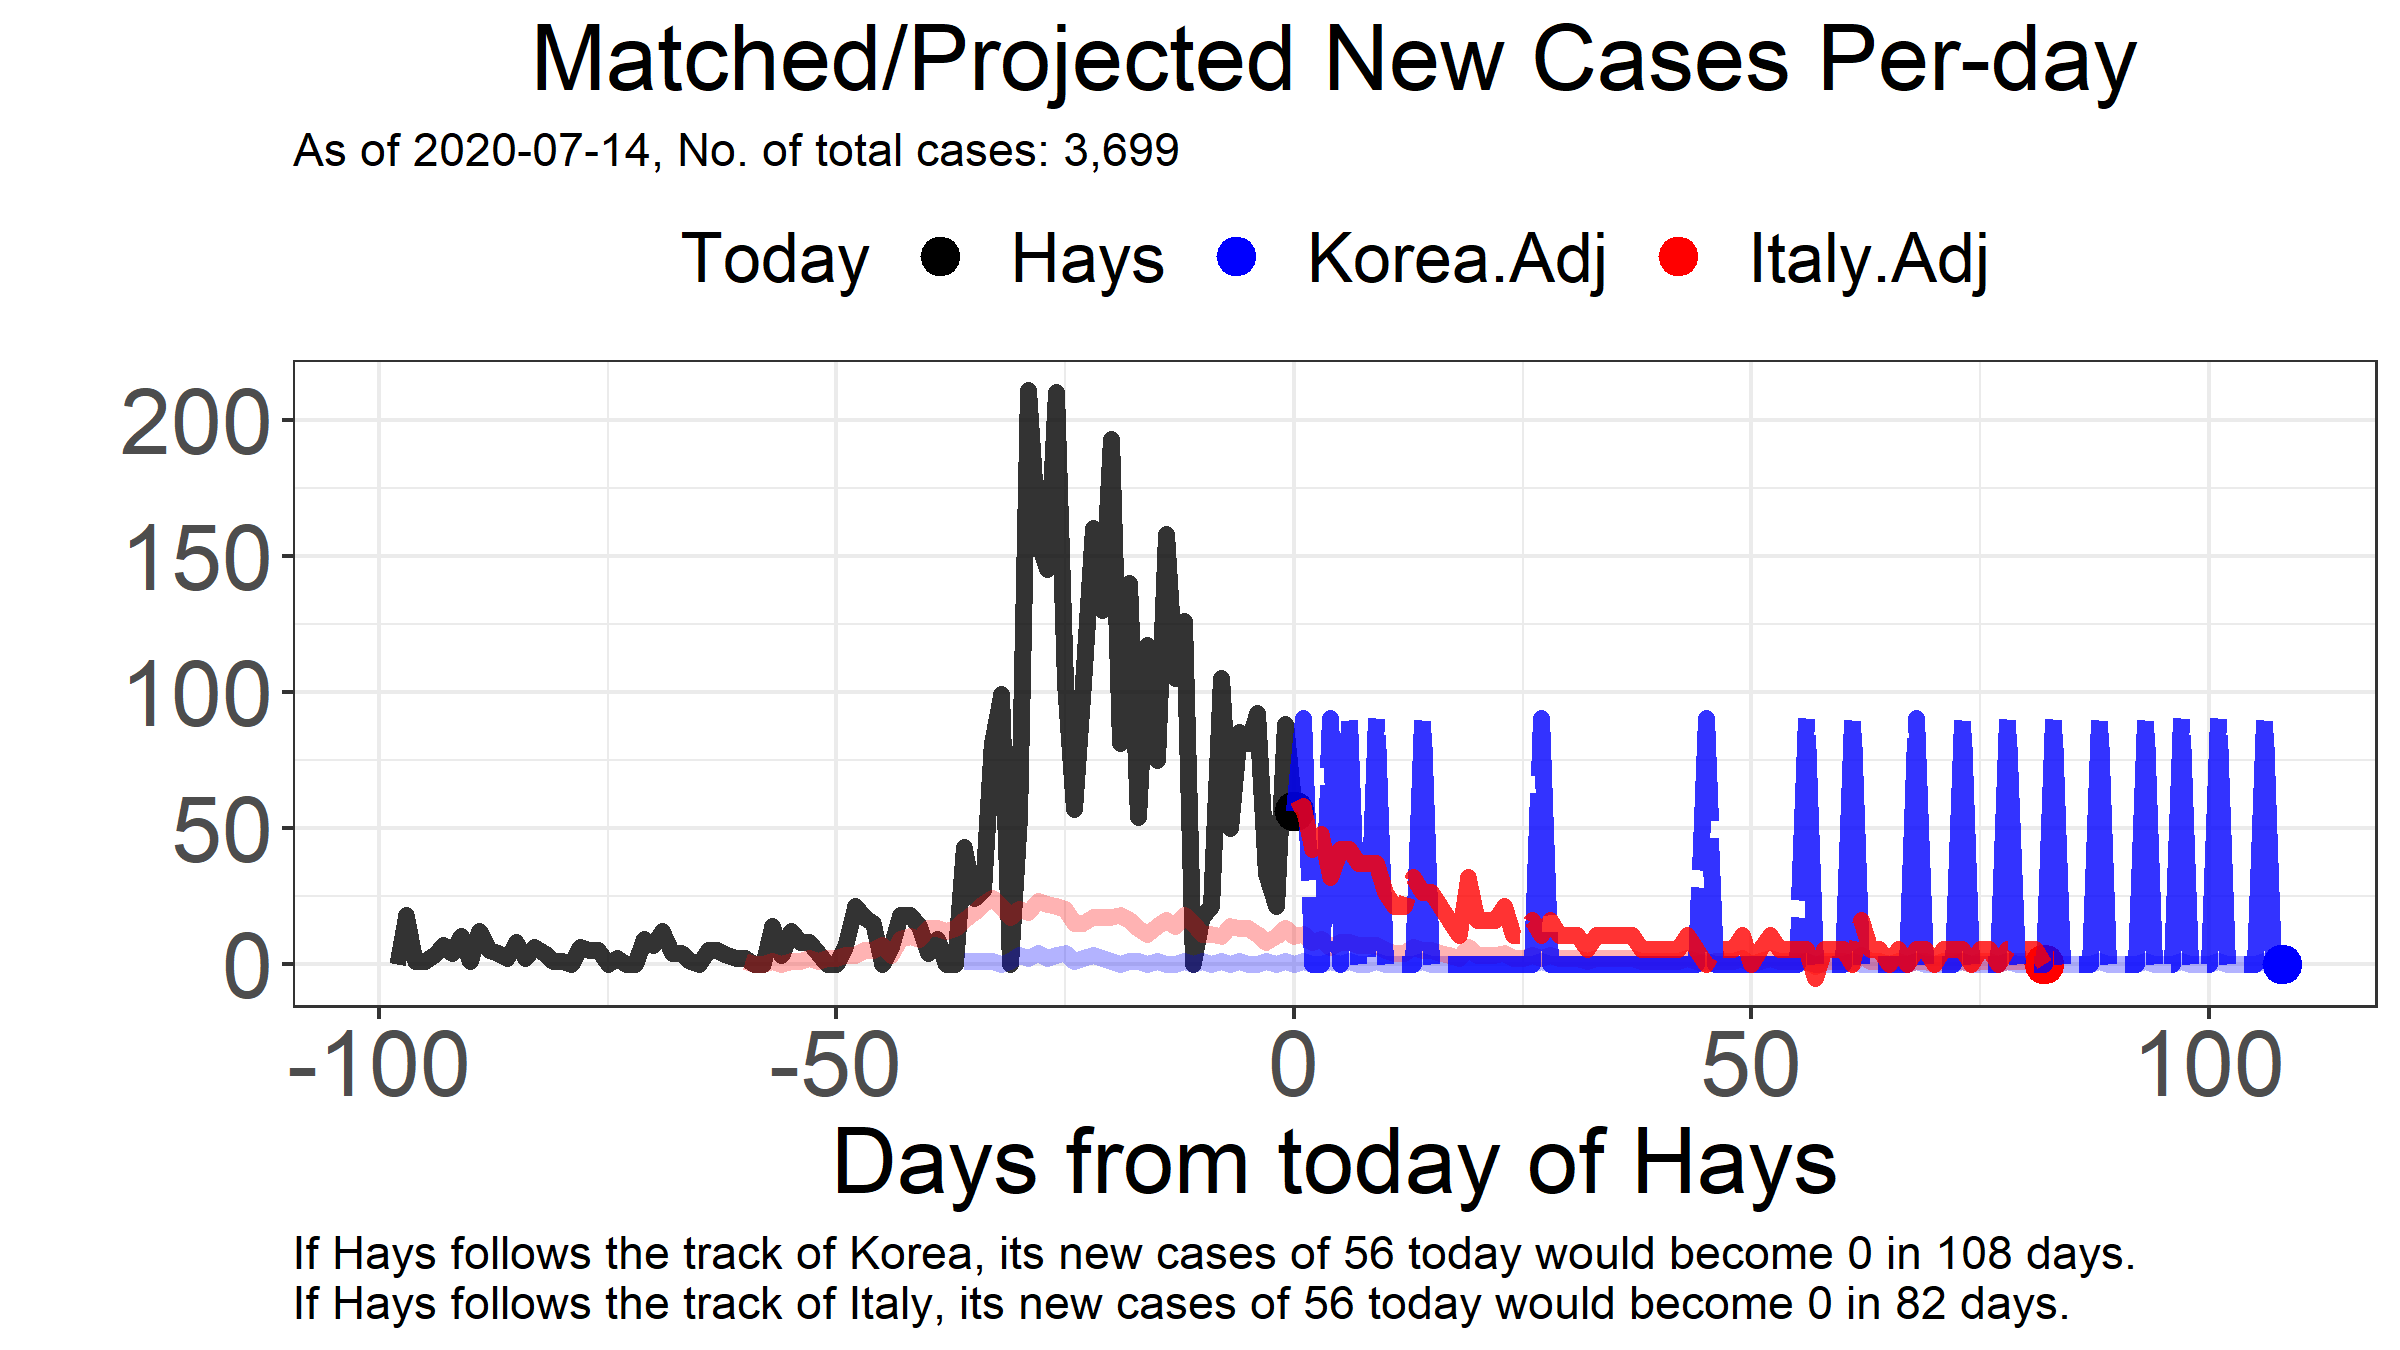 Matched/Projected New Cases Per-day
As of 2020-07-14, No. of total cases: 3,699
Today Hays Korea.Adj Italy.Adj
200
150
100
50
0
-100 -50 0 50 100
Days from today of Hays
If Hays follows the track of Korea, its new cases of 56 today would become 0 in 108 days.
If Hays follows the track of Italy, its new cases of 56 today would become 0 in 82 days.